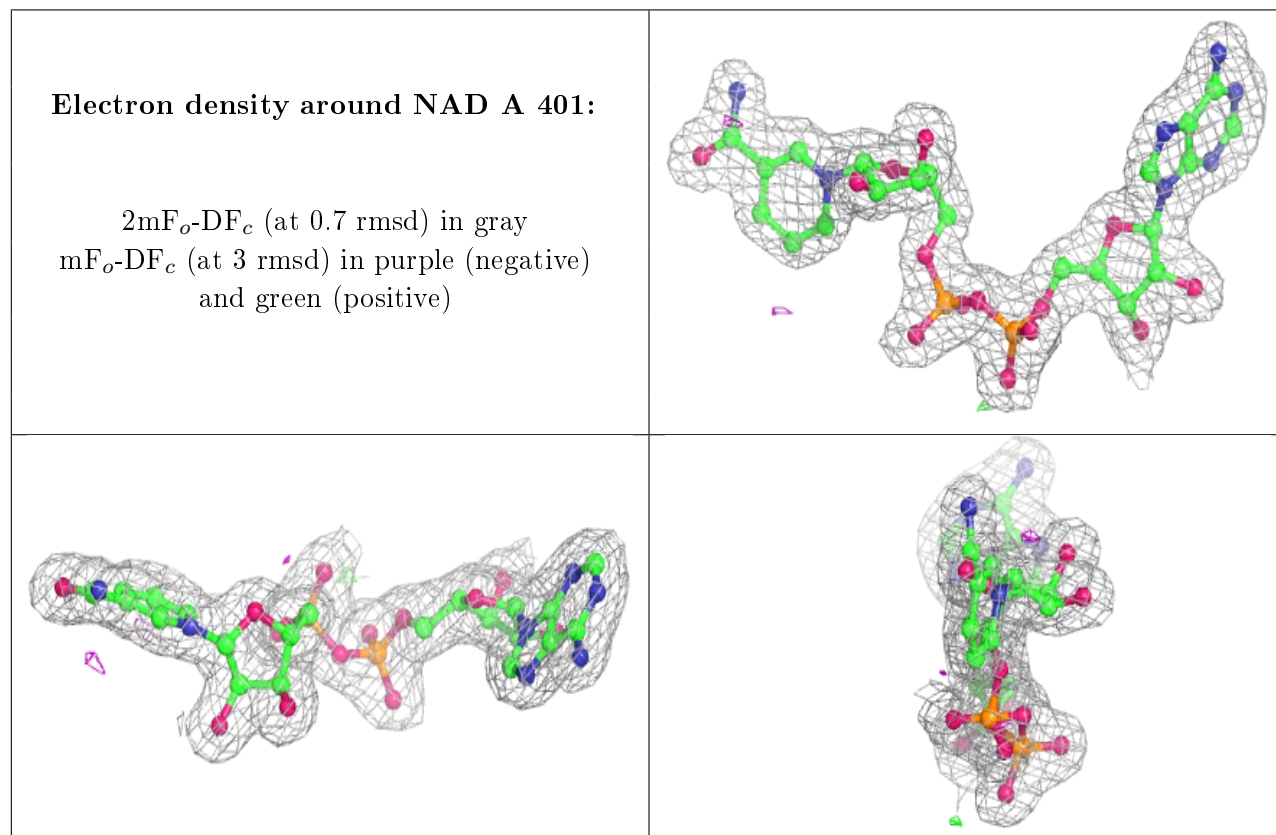 Electron density around NAD A 401:
2mFo-DFc (at 0.7 rmsd) in gray
mFo-DFc (at 3 rmsd) in purple (negative)
and green (positive)